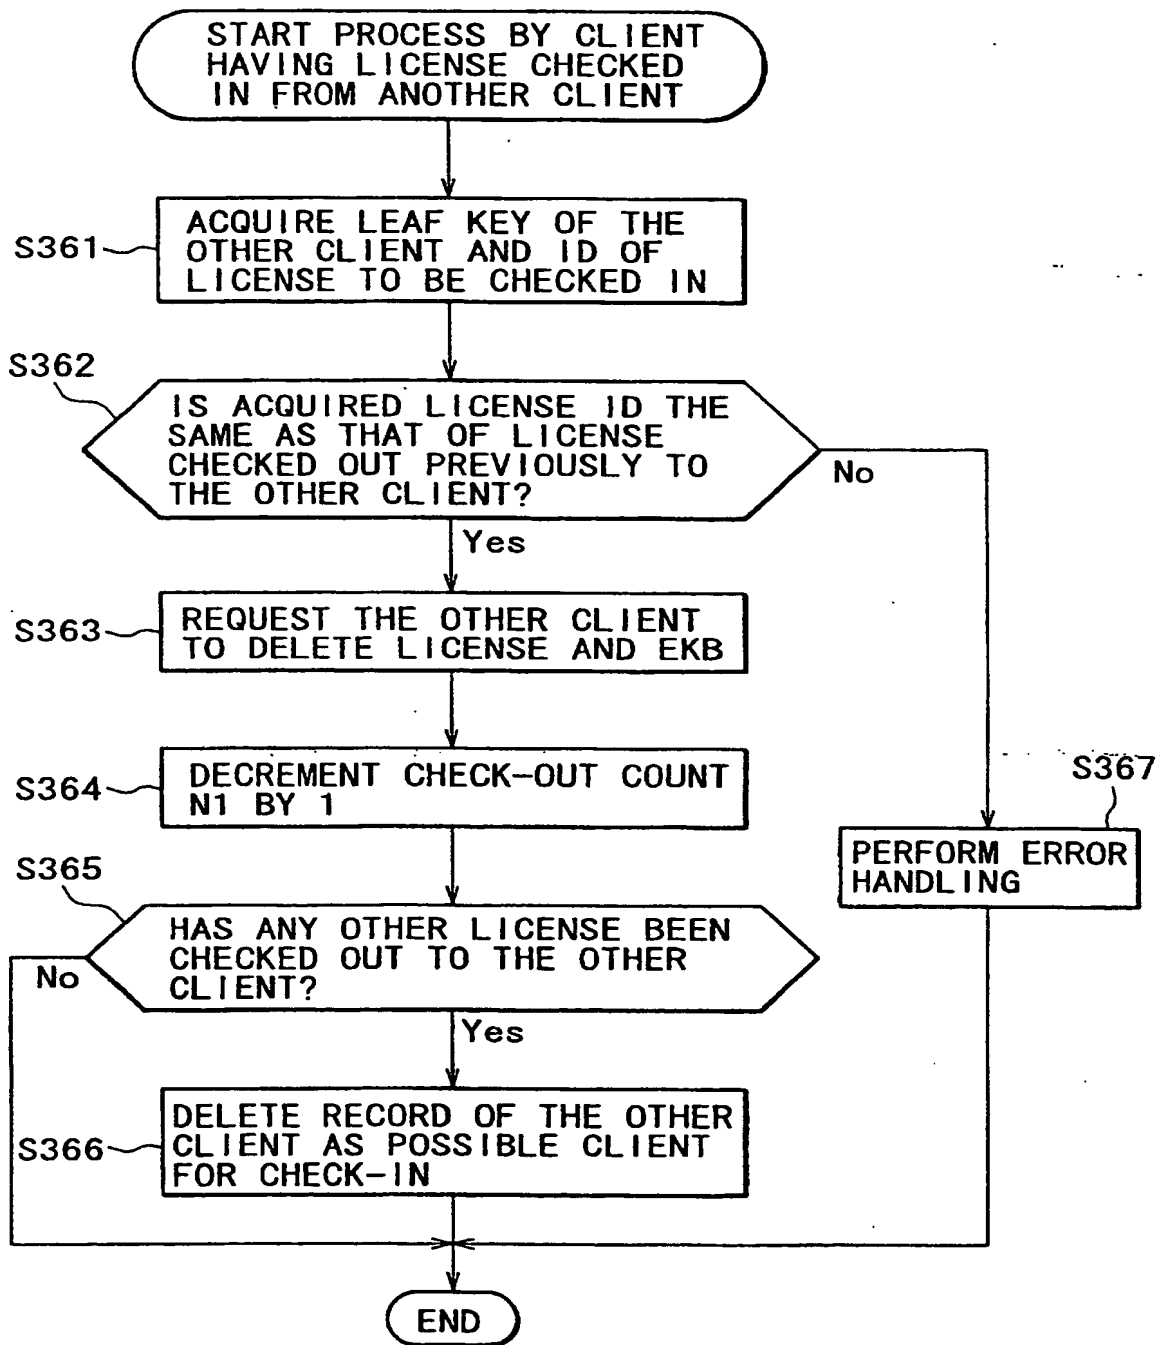 START PROCESS BY CLIENT
HAVING LICENSE CHECKED
IN FROM ANOTHER CLIENT
S361
ACQUIRE LEAF KEY OF THE
OTHER CLIENT AND ID OF
LICENSE TO BE CHECKED IN
S362
IS ACQUIRED LICENSE ID THE
SAME AS THAT OF LICENSE
CHECKED OUT PREVIOUSLY TO
THE OTHER CLIENT?
No
Yes
S363
REQUEST THE OTHER CLIENT
TO DELETE LICENSE AND EKB
S364
DECREMENT CHECK-OUT COUNT
N1 BY 1
S367
PERFORM ERROR
HANDLING
S365
HAS ANY OTHER LICENSE BEEN
CHECKED OUT TO THE OTHER
CLIENT?
No
Yes
S366
DELETE RECORD OF THE OTHER
CLIENT AS POSSIBLE CLIENT
FOR CHECK-IN
END